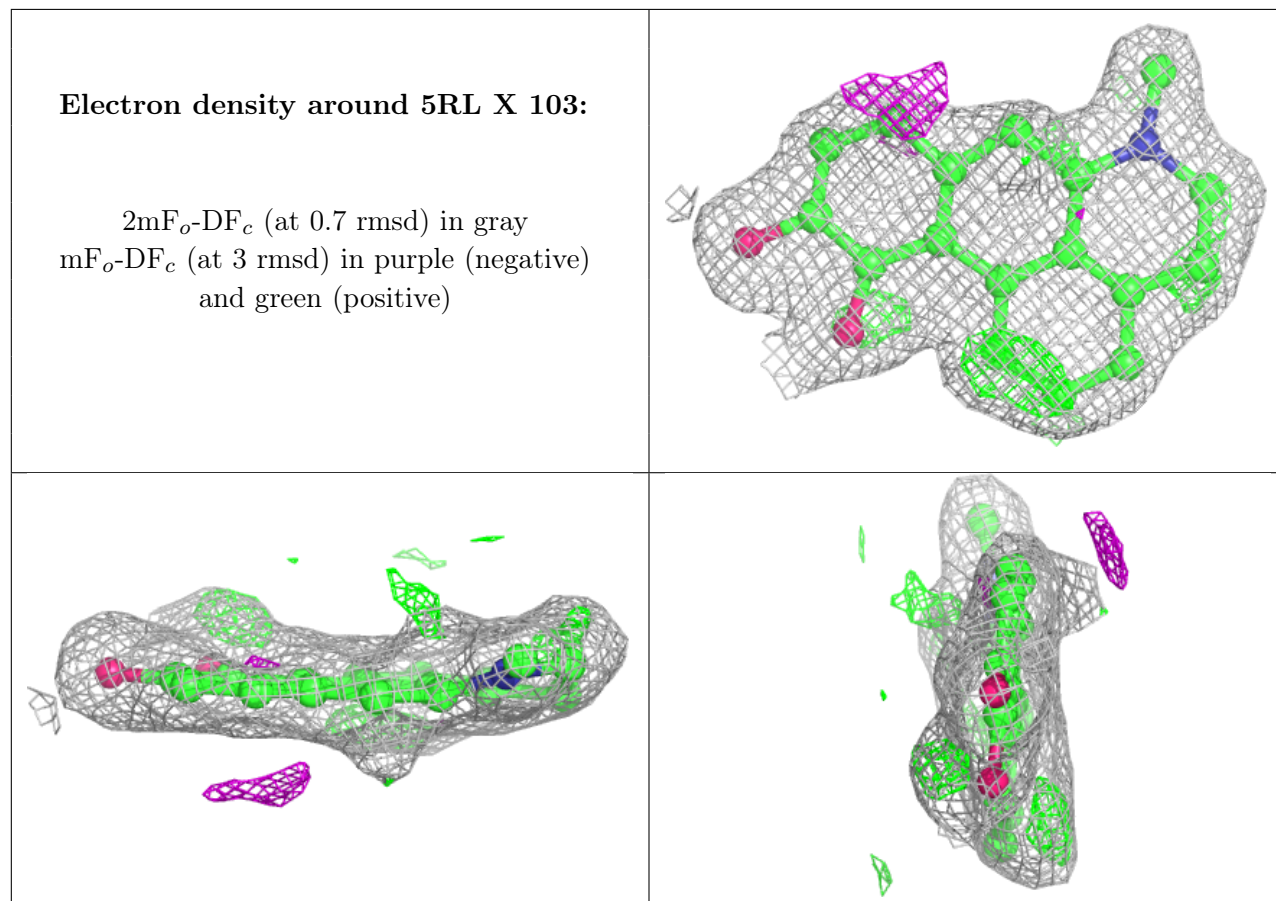 Electron density around 5RL X 103:
2mFo-DFc (at 0.7 rmsd) in gray
mFo-DFc (at 3 rmsd) in purple (negative)
and green (positive)